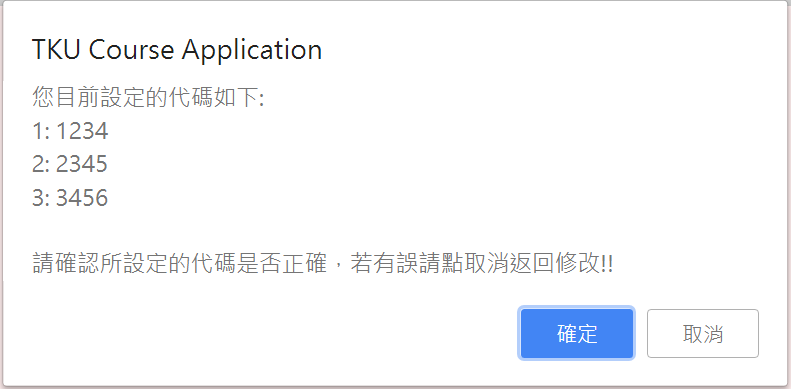 TKU Course Application
您目前設定的代碼如下:
1: 1234
2: 2345
3: 3456
請確認所設定的代碼是否正確，若有誤請點取消返回修改!!
確定
取消